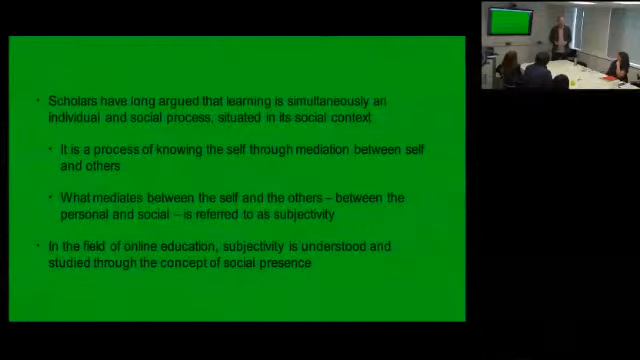 Scholars have long argued that learning is simultaneously an
individual and social process, situated in its social context
It is a process of knowing the self through mediation between self
and others
What mediates between the self and the others – between the
personal and social – is referred to as subjectivity
In the field of online education, subjectivity is understood and
studied through the concept of social presence